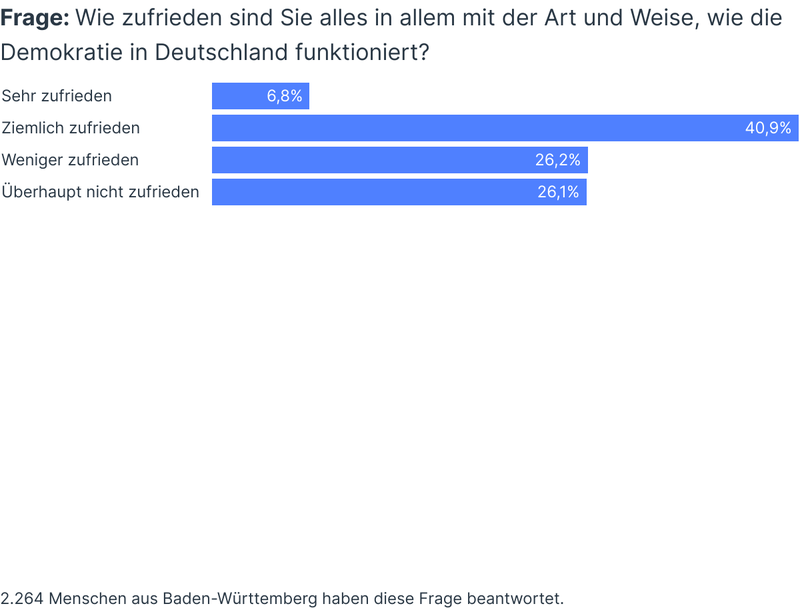 Frage: Wie zufrieden sind Sie alles in allem mit der Art und Weise, wie die
Demokratie in Deutschland funktioniert?
Sehr zufrieden 6,8%
Ziemlich zufrieden 40,9%
Weniger zufrieden 26,2%
Überhaupt nicht zufrieden 26,1%
2.264 Menschen aus Baden-Württemberg haben diese Frage beantwortet.